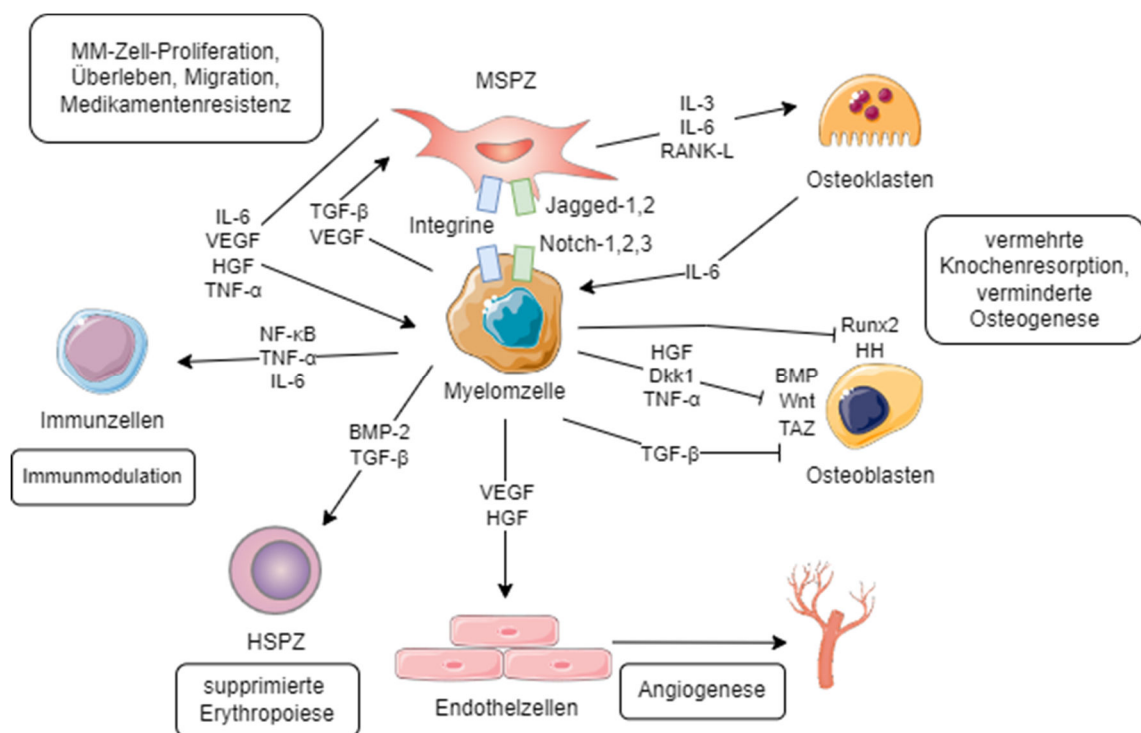 MM-Zell-Proliferation,
Überleben, Migration,
Medikamentenresistenz
MSPZ
IL-3
IL-6
RANK-L
Osteoklasten
IL-6
VEGF
HGF
TNF-α
TGF-β
VEGF
Integrine
Jagged-1,2
Notch-1,2,3
IL-6
vermehrte
Knochenresorption,
verminderte
Osteogenese
NF-κB
TNF-α
IL-6
Immunzellen
Immunmodulation
Myelomzelle
HGF
Dkk1
TNF-α
TGF-β
Runx2
HH
BMP
Wnt
TAZ
Osteoblasten
BMP-2
TGF-β
HSPZ
supprimierte
Erythropoiese
VEGF
HGF
Endothelzellen
Angiogenese